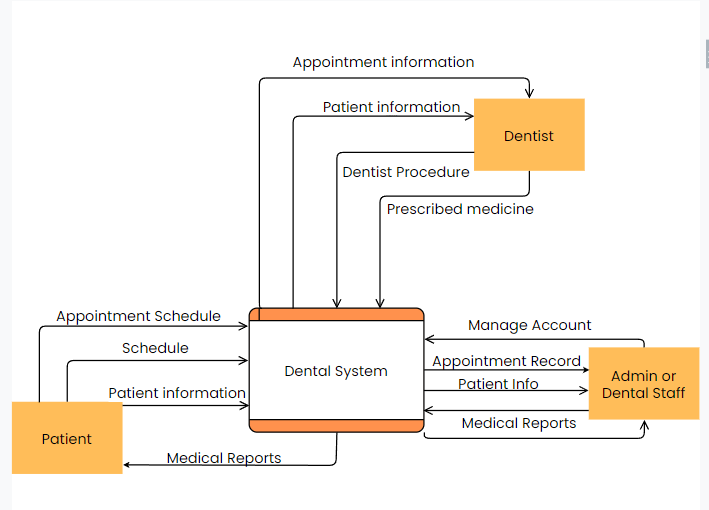 Appointment information
Patient information
Dentist
Dentist Procedure
Prescribed medicine
Appointment Schedule
Manage Account
Schedule
Dental System
Appointment Record
Patient Info
Admin or
Dental Staff
Patient information
Medical Reports
Patient
Medical Reports